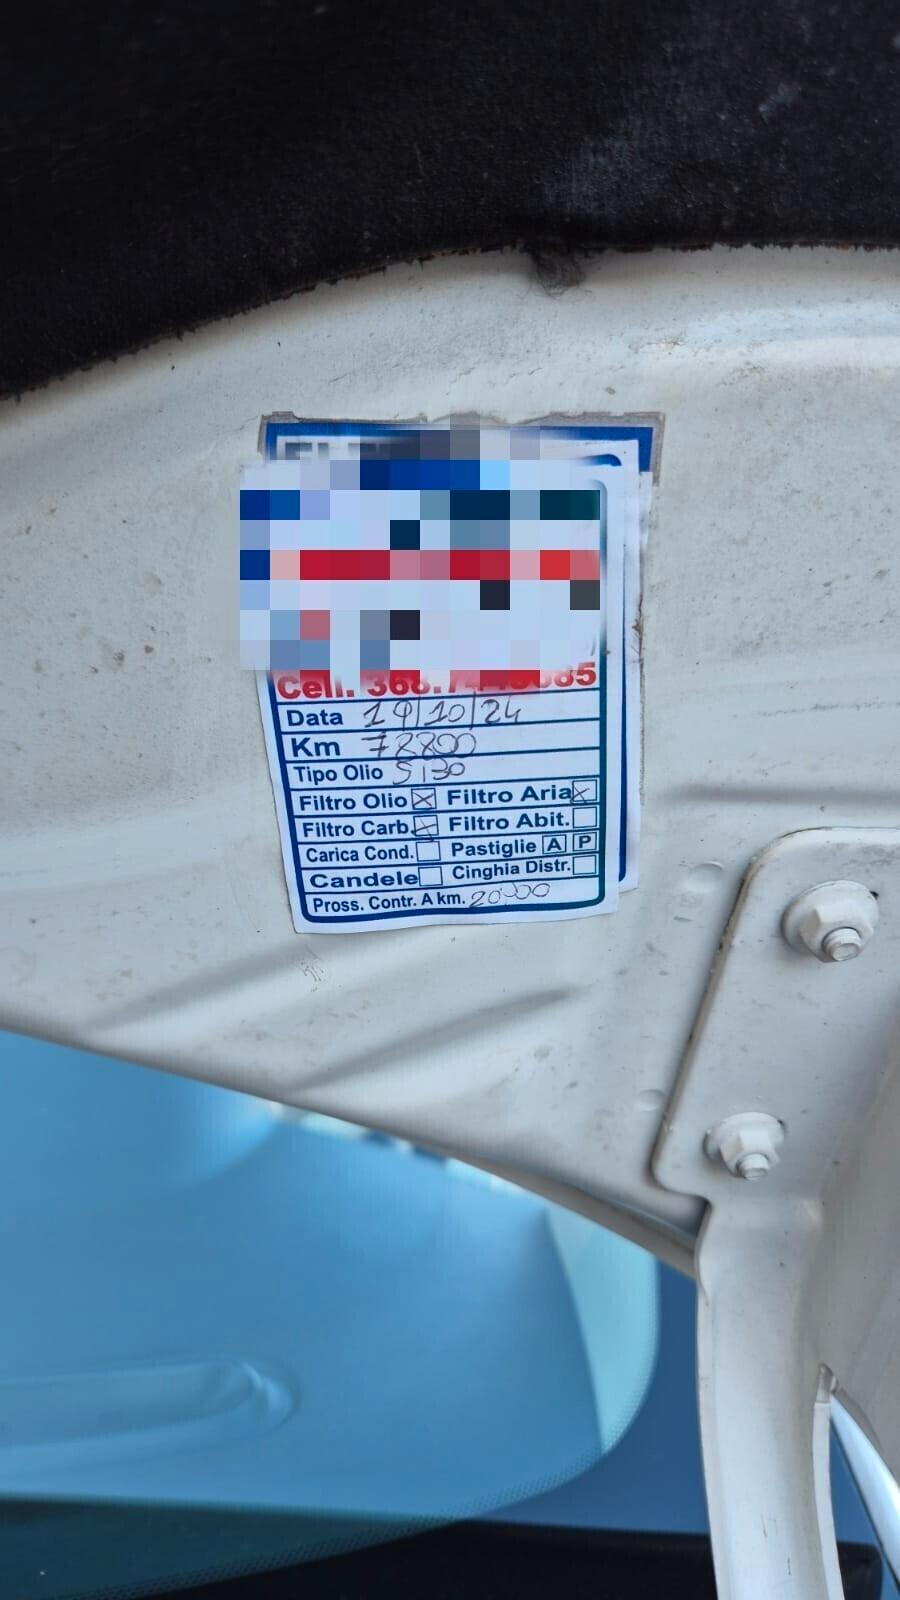 Cell.
Data 19/10/24
Km 78800
Tipo Olio 5/30
Filtro Olio Filtro Aria
Filtro Carb. Filtro Abit.
Carica Cond. Pastiglie A P
Candele Cinghia Distr.
Pross. Contr. A km. 20.000